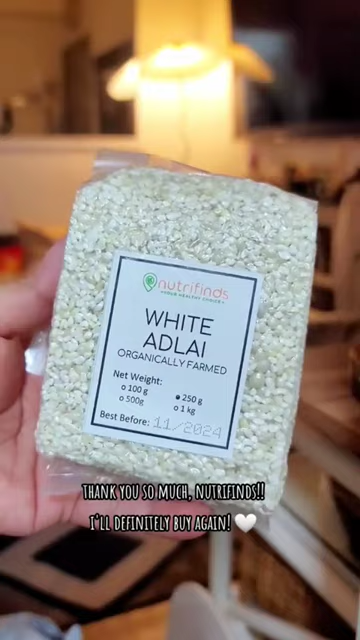 nutrifinds
YOUR HEALTHY CHOICE
WHITE
ADLAI
ORGANICALLY FARMED
Net Weight:
100 g
250 g
500g
1 kg
Best Before: 11/2024
THANK YOU SO MUCH, NUTRIFINDS!!
I'LL DEFINITELY BUY AGAIN! 🤍